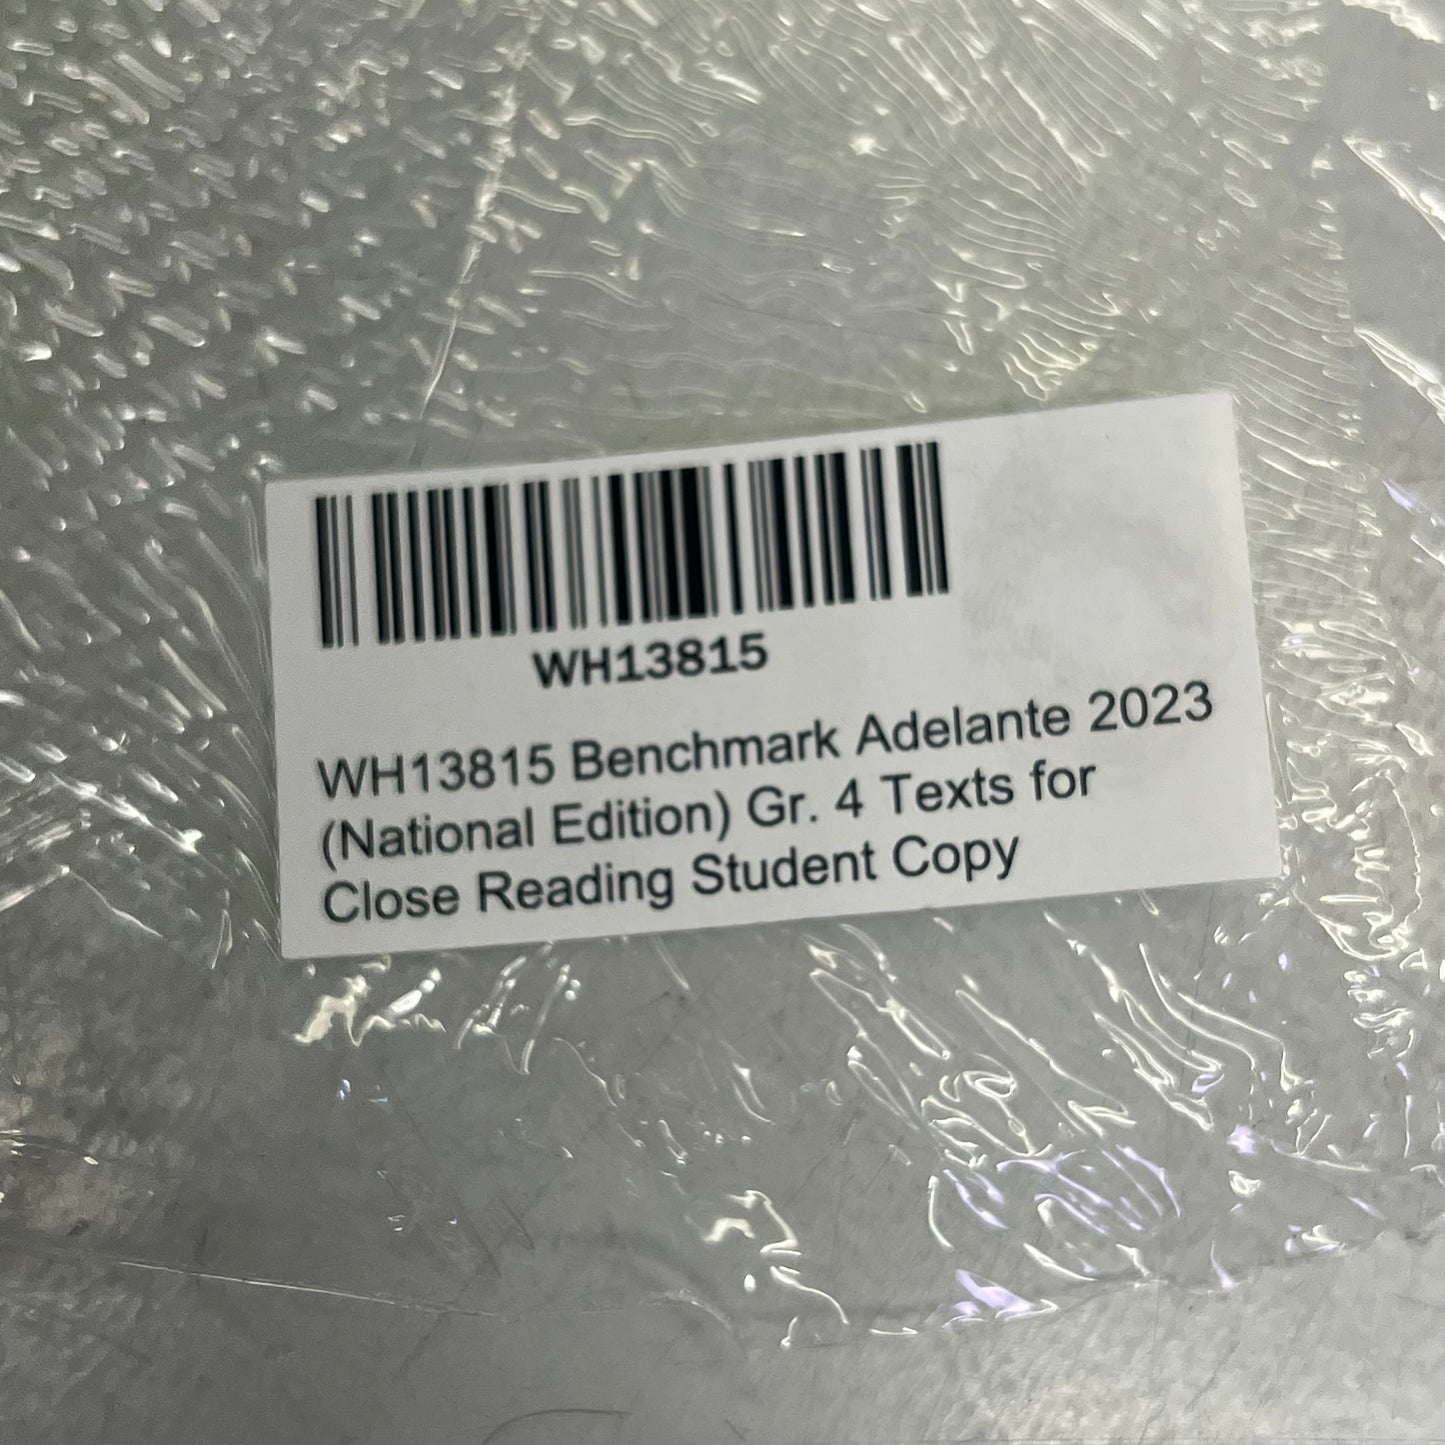 WH13815
WH13815 Benchmark Adelante 2023
(National Edition) Gr. 4 Texts for
Close Reading Student Copy